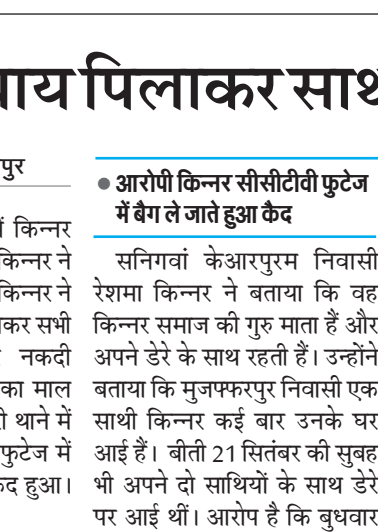 चाय पिलाकर साथ
पुर
किन्नर
किन्नर ने
किन्नर ने
कर सभी
नकदी
का माल
थाने में
फुटेज में
हुआ।
● आरोपी किन्नर सीसीटीवी फुटेज
में बैग ले जाते हुआ कैद
सनिगवां केआरपुरम निवासी
रेशमा किन्नर ने बताया कि वह
किन्नर समाज की गुरु माता हैं और
अपने डेरे के साथ रहती हैं। उन्होंने
बताया कि मुजफ्फरपुर निवासी एक
साथी किन्नर कई बार उनके घर
आई हैं। बीती 21 सितंबर की सुबह
भी अपने दो साथियों के साथ डेरे
पर आई थीं। आरोप है कि बुधवार